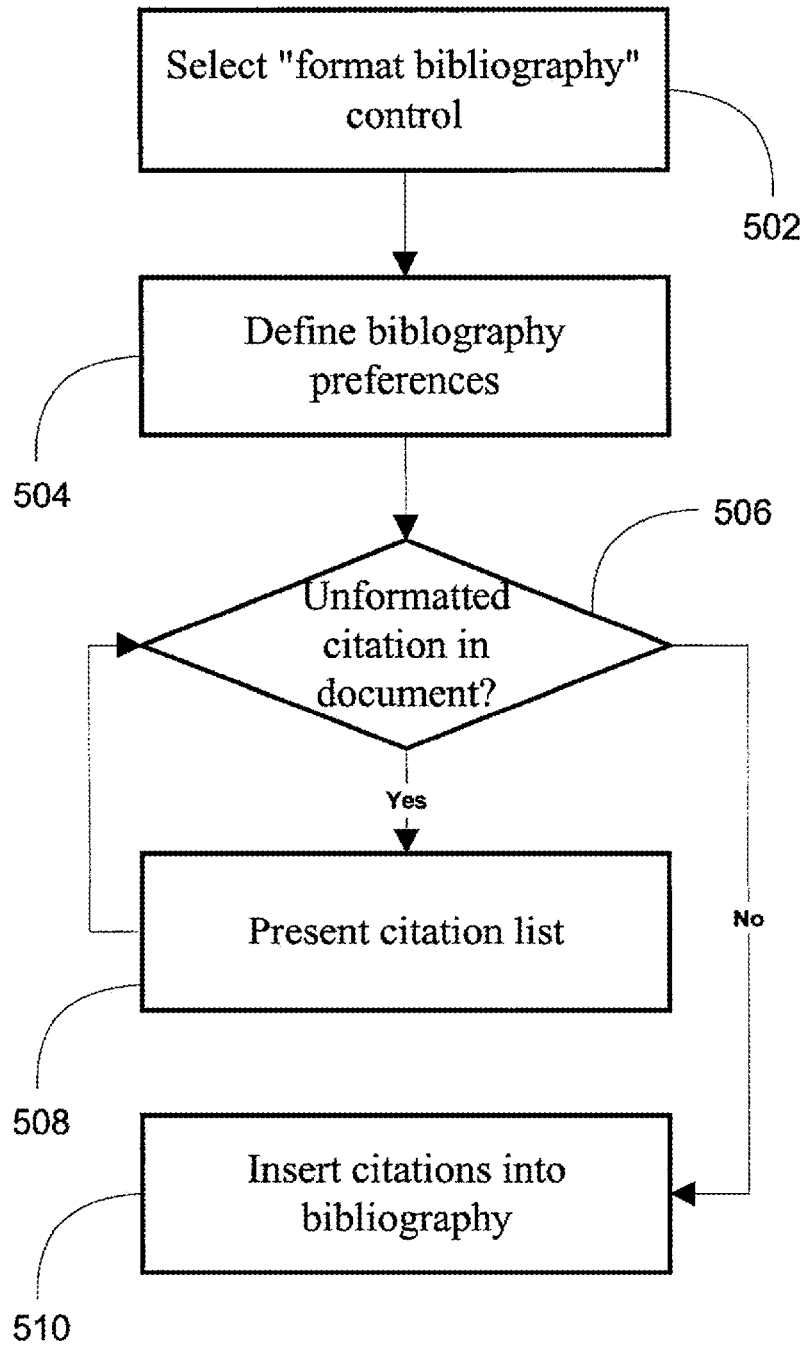 Select "format bibliography"
control
502
Define biblography
preferences
504
506
Unformatted
citation in
document?
Yes
Present citation list
No
508
Insert citations into
bibliography
510